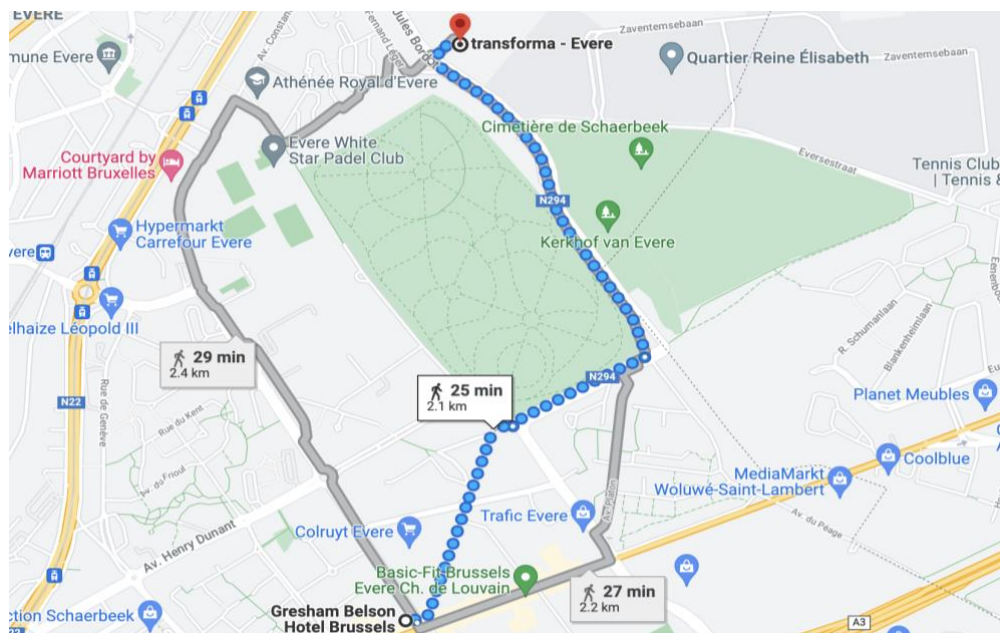 EVERE
Av. Constant
Jules Bordet
Fernand Léger
transforma - Evere
Zaventemsebaan
Zaventemsebaan
mune Evere
Quartier Reine Élisabeth
Athénée Royal d'Evere
Cimetière de Schaerbeek
Evere White
Star Padel Club
Eversestraat
Courtyard by
Marriott Bruxelles
Tennis Club
| Tennis &
N294
Hypermarkt
Carrefour Evere
Kerkhof van Evere
vere
elhaize Léopold III
R. Schumanlaan
Blankenheimlaan
29 min
2.4 km
25 min
2.1 km
N294
Planet Meubles
N22
Rue de Genève
Rue du Kent
Av. du Frioul
Coolblue
MediaMarkt
Woluwé-Saint-Lambert
Colruyt Evere
Trafic Evere
Av. Platon
Av. du Péage
Av. Henry Dunant
Basic-Fit Brussels
Evere Ch. de Louvain
27 min
2.2 km
Gresham Belson
Hotel Brussels
ction Schaerbeek
A3